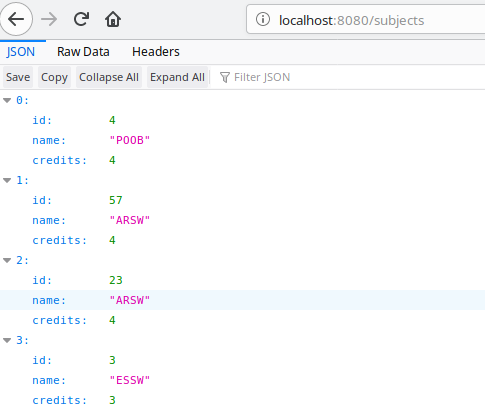 localhost:8080/subjects
JSON Raw Data Headers
Save Copy Collapse All Expand All Filter JSON
0:
id: 4
name: "POOB"
credits: 4
1:
id: 57
name: "ARSW"
credits: 4
2:
id: 23
name: "ARSW"
credits: 4
3:
id: 3
name: "ESSW"
credits: 3